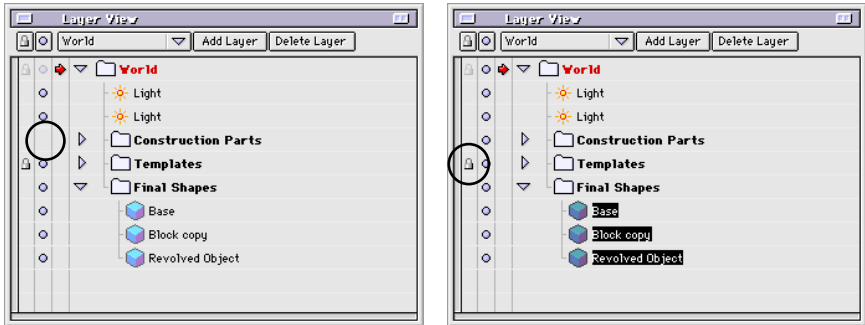 Layer View
World Add Layer Delete Layer
World
Light
Light
Construction Parts
Templates
Final Shapes
Base
Block copy
Revolved Object
Layer View
World Add Layer Delete Layer
World
Light
Light
Construction Parts
Templates
Final Shapes
Base
Block copy
Revolved Object